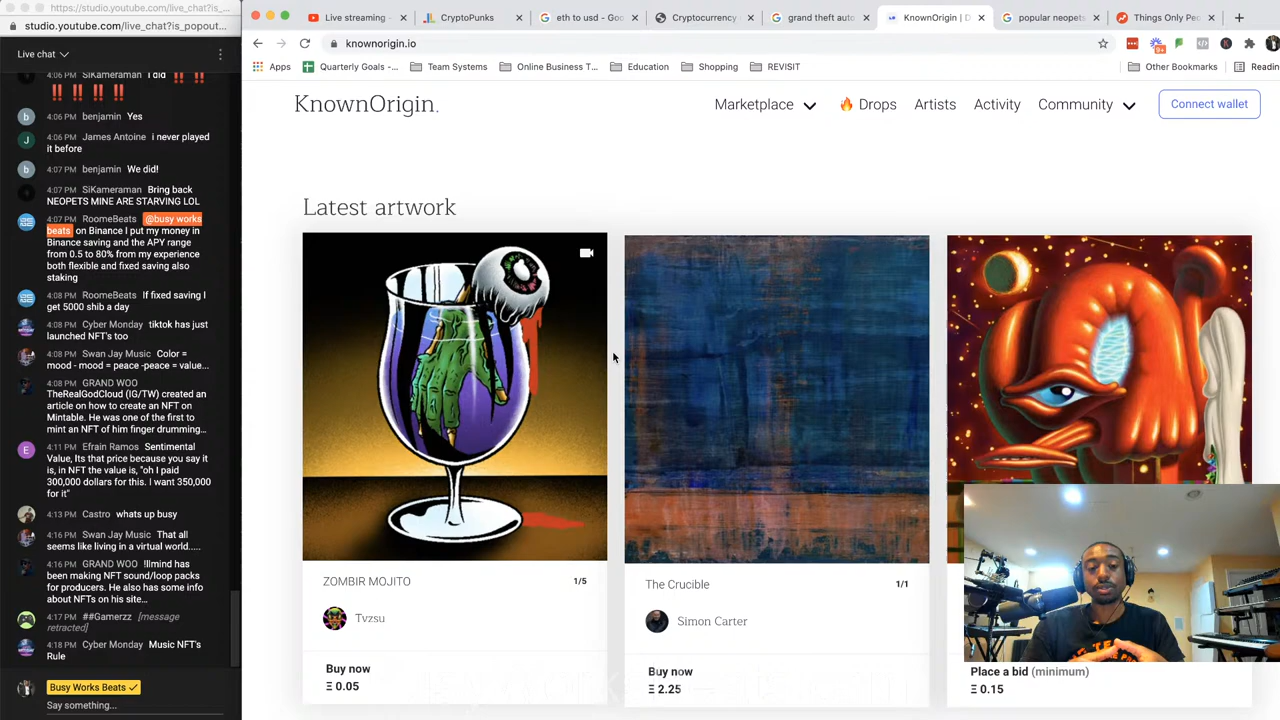 https://studio.youtube.com/live_chat?is_...
studio.youtube.com/live_chat?is_popout...
Live chat
4:06 PM SiKameraman I did ‼️ ‼️
‼️ ‼️ ‼️ ‼️
4:06 PM benjamin Yes
4:06 PM James Antoine i never played
it before
4:07 PM benjamin We did!
4:07 PM SiKameraman Bring back
NEOPETS MINE ARE STARVING LOL
4:07 PM RoomeBeats @busy works
beats on Binance I put my money in
Binance saving and the APY range
from 0.5 to 80% from my experience
both flexible and fixed saving also
staking
4:08 PM RoomeBeats If fixed saving I
get 5000 shib a day
4:08 PM Cyber Monday tiktok has just
launched NFT's too
4:08 PM Swan Jay Music Color =
mood - mood = peace -peace = value...
4:08 PM GRAND WOO
TheRealGodCloud (IG/TW) created an
article on how to create an NFT on
Mintable. He was one of the first to
mint an NFT of him finger drumming...
4:11 PM Efrain Ramos Sentimental
Value, Its that price because you say it
is, in NFT the value is, "oh I paid
300,000 dollars for this. I want 350,000
for it"
4:13 PM Castro whats up busy
4:16 PM Swan Jay Music That all
seems like living in a virtual world.....
4:16 PM GRAND WOO !llmind has
been making NFT sound/loop packs
for producers. He also has some info
about NFTs on his site...
4:17 PM ##Gamerzz [message
retracted]
4:18 PM Cyber Monday Music NFT's
Rule
Busy Works Beats ✓
Say something...
Live streaming -
CryptoPunks
eth to usd - Goo
Cryptocurrency
grand theft auto
KnownOrigin | D
popular neopets
Things Only Peo
knownorigin.io
Apps
Quarterly Goals -...
Team Systems
Online Business T...
Education
Shopping
REVISIT
Other Bookmarks
Readin
KnownOrigin.
Marketplace
🔥 Drops
Artists
Activity
Community
Connect wallet
Latest artwork
ZOMBIR MOJITO 1/5
Tvzsu
Buy now
Ξ 0.05
The Crucible 1/1
Simon Carter
Buy now
Ξ 2.25
Place a bid (minimum)
Ξ 0.15